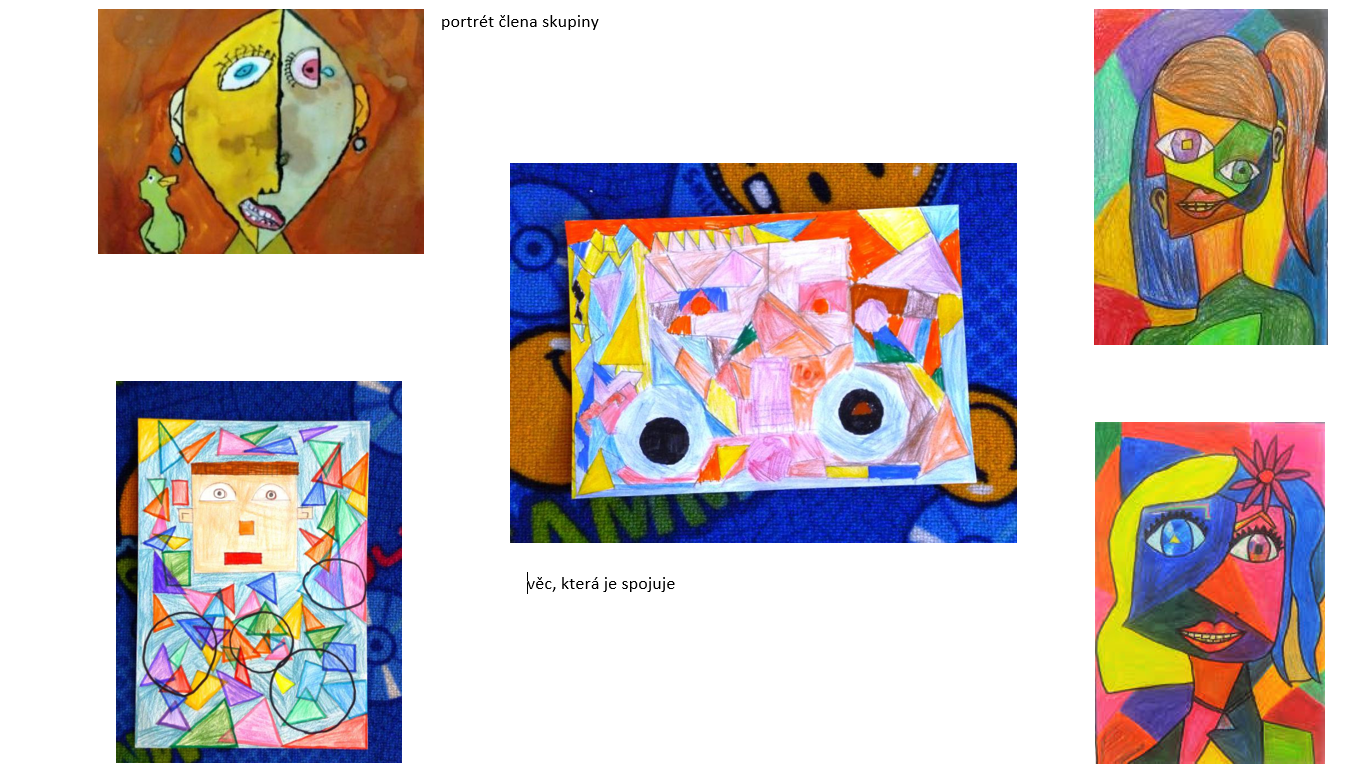 portrét člena skupiny
věc, která je spojuje